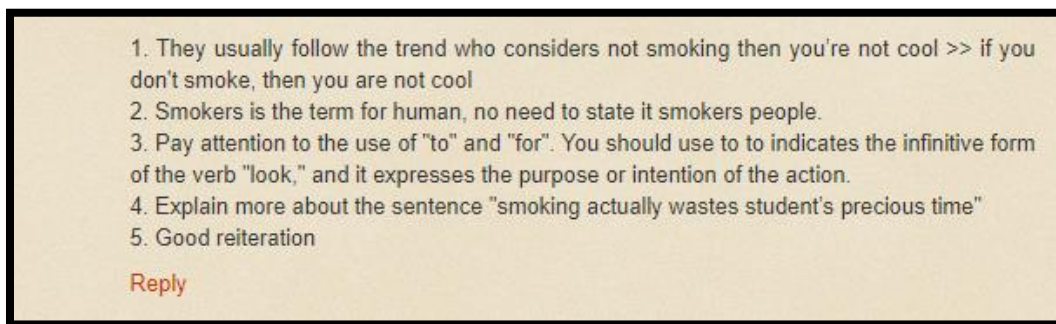 1. They usually follow the trend who considers not smoking then you're not cool >> if you
don't smoke, then you are not cool
2. Smokers is the term for human, no need to state it smokers people.
3. Pay attention to the use of "to" and "for". You should use to to indicates the infinitive form
of the verb "look," and it expresses the purpose or intention of the action.
4. Explain more about the sentence "smoking actually wastes student's precious time"
5. Good reiteration
Reply